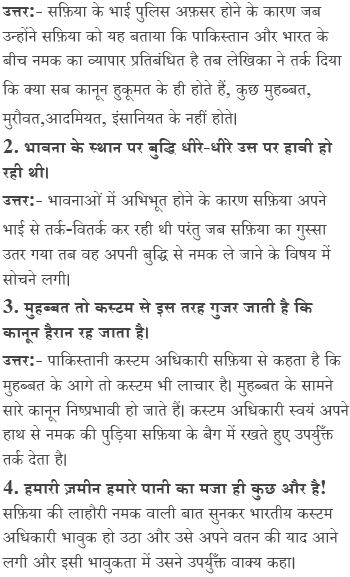 उत्तर:- सफ़िया के भाई पुलिस अफ़सर होने के कारण जब
उन्होंने सफ़िया को यह बताया कि पाकिस्तान और भारत के
बीच नमक का व्यापार प्रतिबंधित है तब लेखिका ने तर्क दिया
कि क्या सब कानून हुकूमत के ही होते हैं, कुछ मुहब्बत,
मुरौवत,आदमियत, इंसानियत के नहीं होते।
2. भावना के स्थान पर बुद्धि धीरे-धीरे उस पर हावी हो
रही थी।
उत्तर:- भावनाओं में अभिभूत होने के कारण सफ़िया अपने
भाई से तर्क-वितर्क कर रही थी परंतु जब सफ़िया का गुस्सा
उतर गया तब वह अपनी बुद्धि से नमक ले जाने के विषय में
सोचने लगी।
3. मुहब्बत तो कस्टम से इस तरह गुजर जाती है कि
कानून हैरान रह जाता है।
उत्तर:- पाकिस्तानी कस्टम अधिकारी सफ़िया से कहता है कि
मुहब्बत के आगे तो कस्टम भी लाचार है। मुहब्बत के सामने
सारे कानून निष्प्रभावी हो जाते हैं। कस्टम अधिकारी स्वयं अपने
हाथ से नमक की पुड़िया सफ़िया के बैग में रखते हुए उपर्युक्त
तर्क देता है।
4. हमारी ज़मीन हमारे पानी का मजा ही कुछ और है!
सफ़िया की लाहौरी नमक वाली बात सुनकर भारतीय कस्टम
अधिकारी भावुक हो उठा और उसे अपने वतन की याद आने
लगी और इसी भावुकता में उसने उपर्युक्त वाक्य कहा।